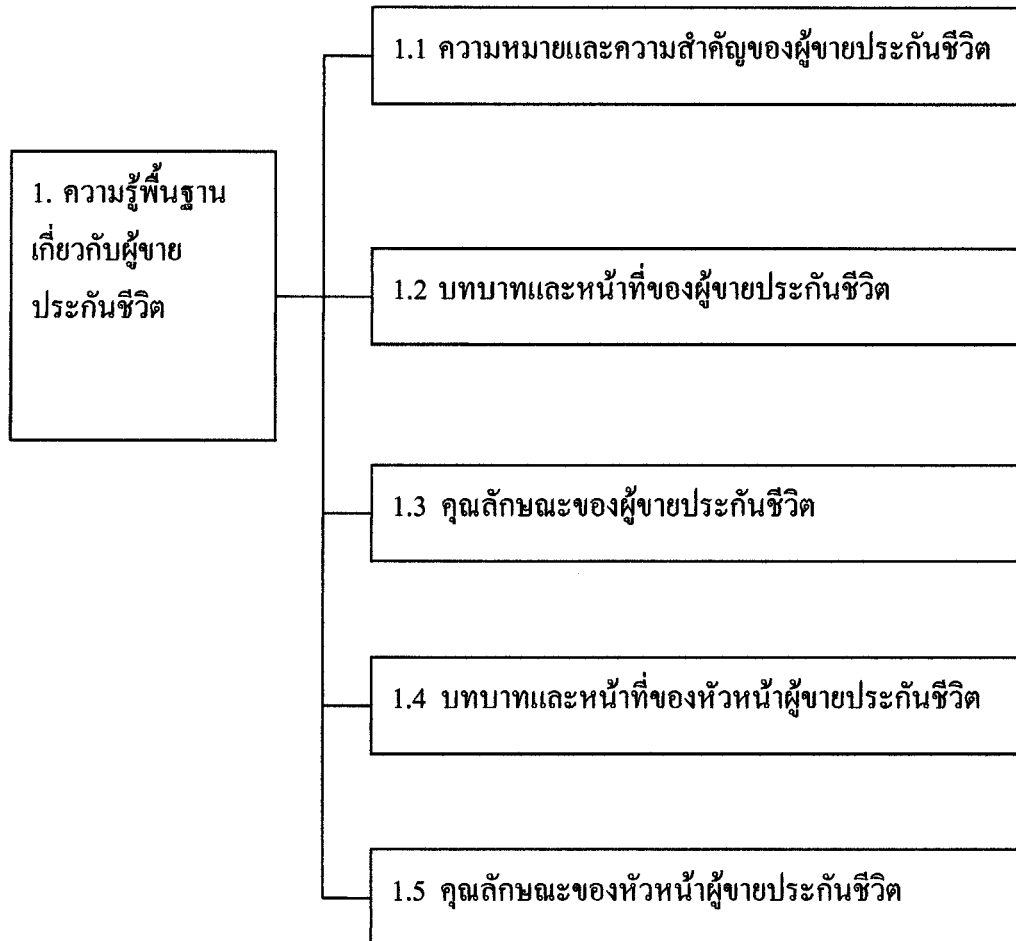 1.1 ความหมายและความสำคัญของผู้ขายประกันชีวิต
1. ความรู้พื้นฐาน
เกี่ยวกับผู้ขาย
ประกันชีวิต
1.2 บทบาทและหน้าที่ของผู้ขายประกันชีวิต
1.3 คุณลักษณะของผู้ขายประกันชีวิต
1.4 บทบาทและหน้าที่ของหัวหน้าผู้ขายประกันชีวิต
1.5 คุณลักษณะของหัวหน้าผู้ขายประกันชีวิต